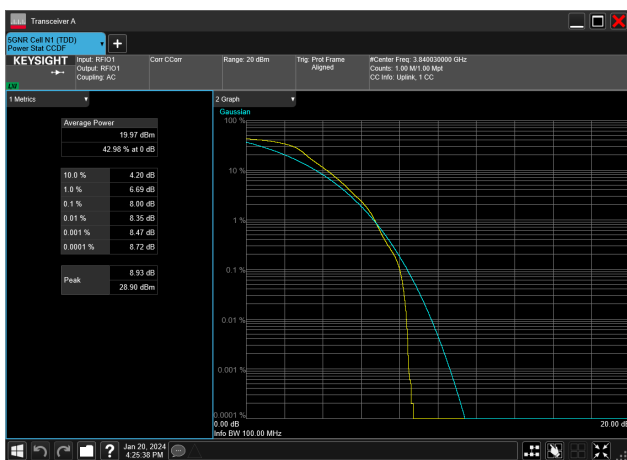 Transceiver A
5GNR Cell N1 (TDD)
Power Stat CCDF
KEYSIGHT
Input: RFIO1
Output: RFIO1
Coupling: AC
Corr CCorr
Range: 20 dBm
Trig: Prot Frame
Aligned
#Center Freq: 3.840030000 GHz
Counts: 1.00 M/1.00 Mpt
CC Info: Uplink, 1 CC
1 Metrics
Average Power
19.97 dBm
42.98 % at 0 dB
10.0 % 4.20 dB
1.0 % 6.69 dB
0.1 % 8.00 dB
0.01 % 8.35 dB
0.001 % 8.47 dB
0.0001 % 8.72 dB
Peak
8.93 dB
28.90 dBm
2 Graph
Gaussian
100 %
10 %
1 %
0.1 %
0.01 %
0.001 %
0.0001 %
0.00 dB
20.00 dB
Info BW 100.00 MHz
?
Jan 20, 2024
4:25:38 PM